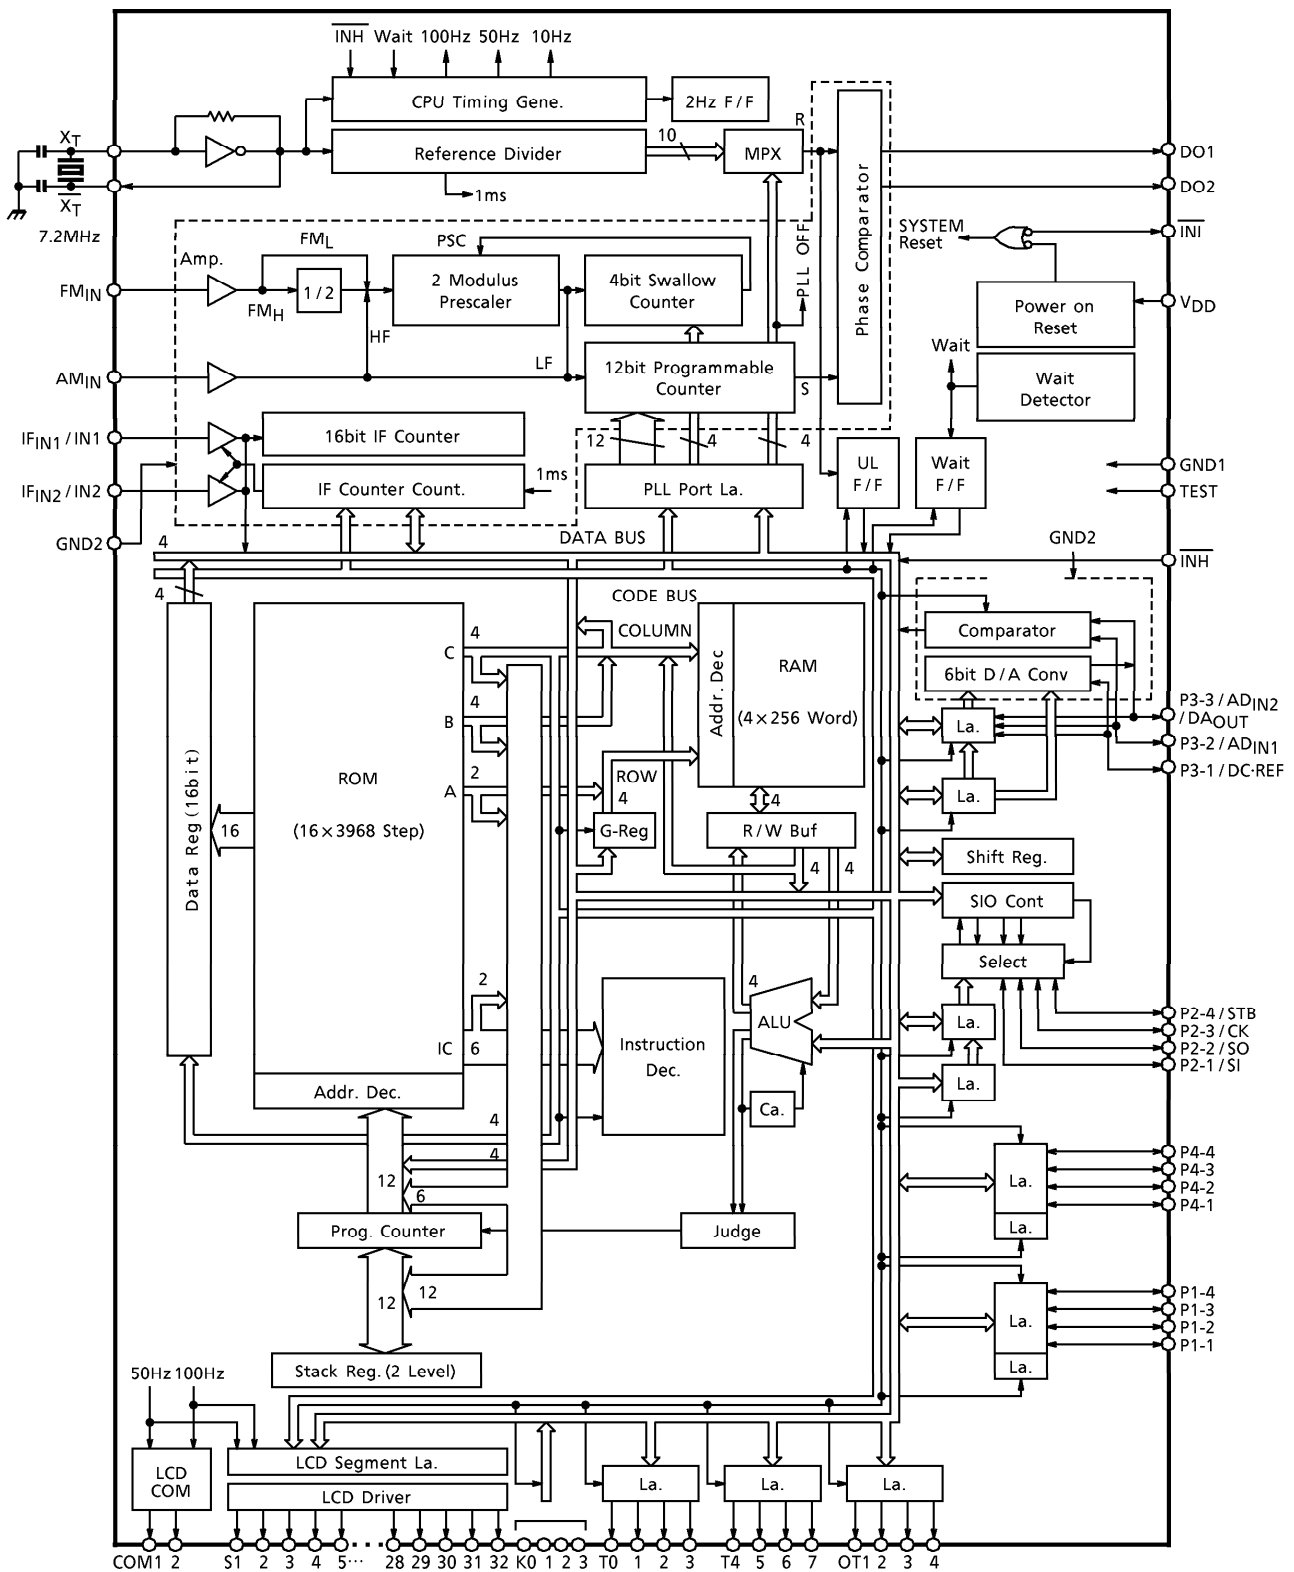 INH Wait 100Hz 50Hz 10Hz
CPU Timing Gene.
2Hz F/F
XT
Reference Divider
10
MPX
R
1ms
XT
7.2MHz
DO1
DO2
INI
SYSTEM
Reset
Phase Comparator
PLL OFF
FML
PSC
Amp.
FMIN
FMH
1/2
2 Modulus
Prescaler
4bit Swallow
Counter
Power on
Reset
VDD
HF
LF
AMIN
12bit Programmable
Counter
S
Wait
Wait
Detector
IFIN1/IN1
16bit IF Counter
12
4
4
IFIN2/IN2
IF Counter Count.
1ms
PLL Port La.
UL
F/F
Wait
F/F
GND1
TEST
GND2
4
DATA BUS
GND2
INH
4
CODE BUS
4
C
COLUMN
Addr. Dec
RAM
(4×256 Word)
Comparator
6bit D/A Conv
4
B
La.
P3-3/ADIN2
/DAOUT
P3-2/ADIN1
P3-1/DC·REF
Data Reg (16bit)
ROM
(16×3968 Step)
2
A
ROW
4
4
La.
16
G-Reg
R/W Buf
Shift Reg.
4
4
SIO Cont
Select
2
4
ALU
La.
P2-4/STB
P2-3/CK
P2-2/SO
P2-1/SI
IC
6
Instruction
Dec.
La.
Addr. Dec.
Ca.
4
4
12
6
La.
La.
P4-4
P4-3
P4-2
P4-1
Prog. Counter
Judge
12
12
La.
La.
P1-4
P1-3
P1-2
P1-1
Stack Reg. (2 Level)
50Hz 100Hz
LCD
COM
LCD Segment La.
LCD Driver
La.
La.
La.
COM1 2 S1 2 3 4 5··· 28 29 30 31 32 K0 1 2 3 T0 1 2 3 T4 5 6 7 OT1 2 3 4